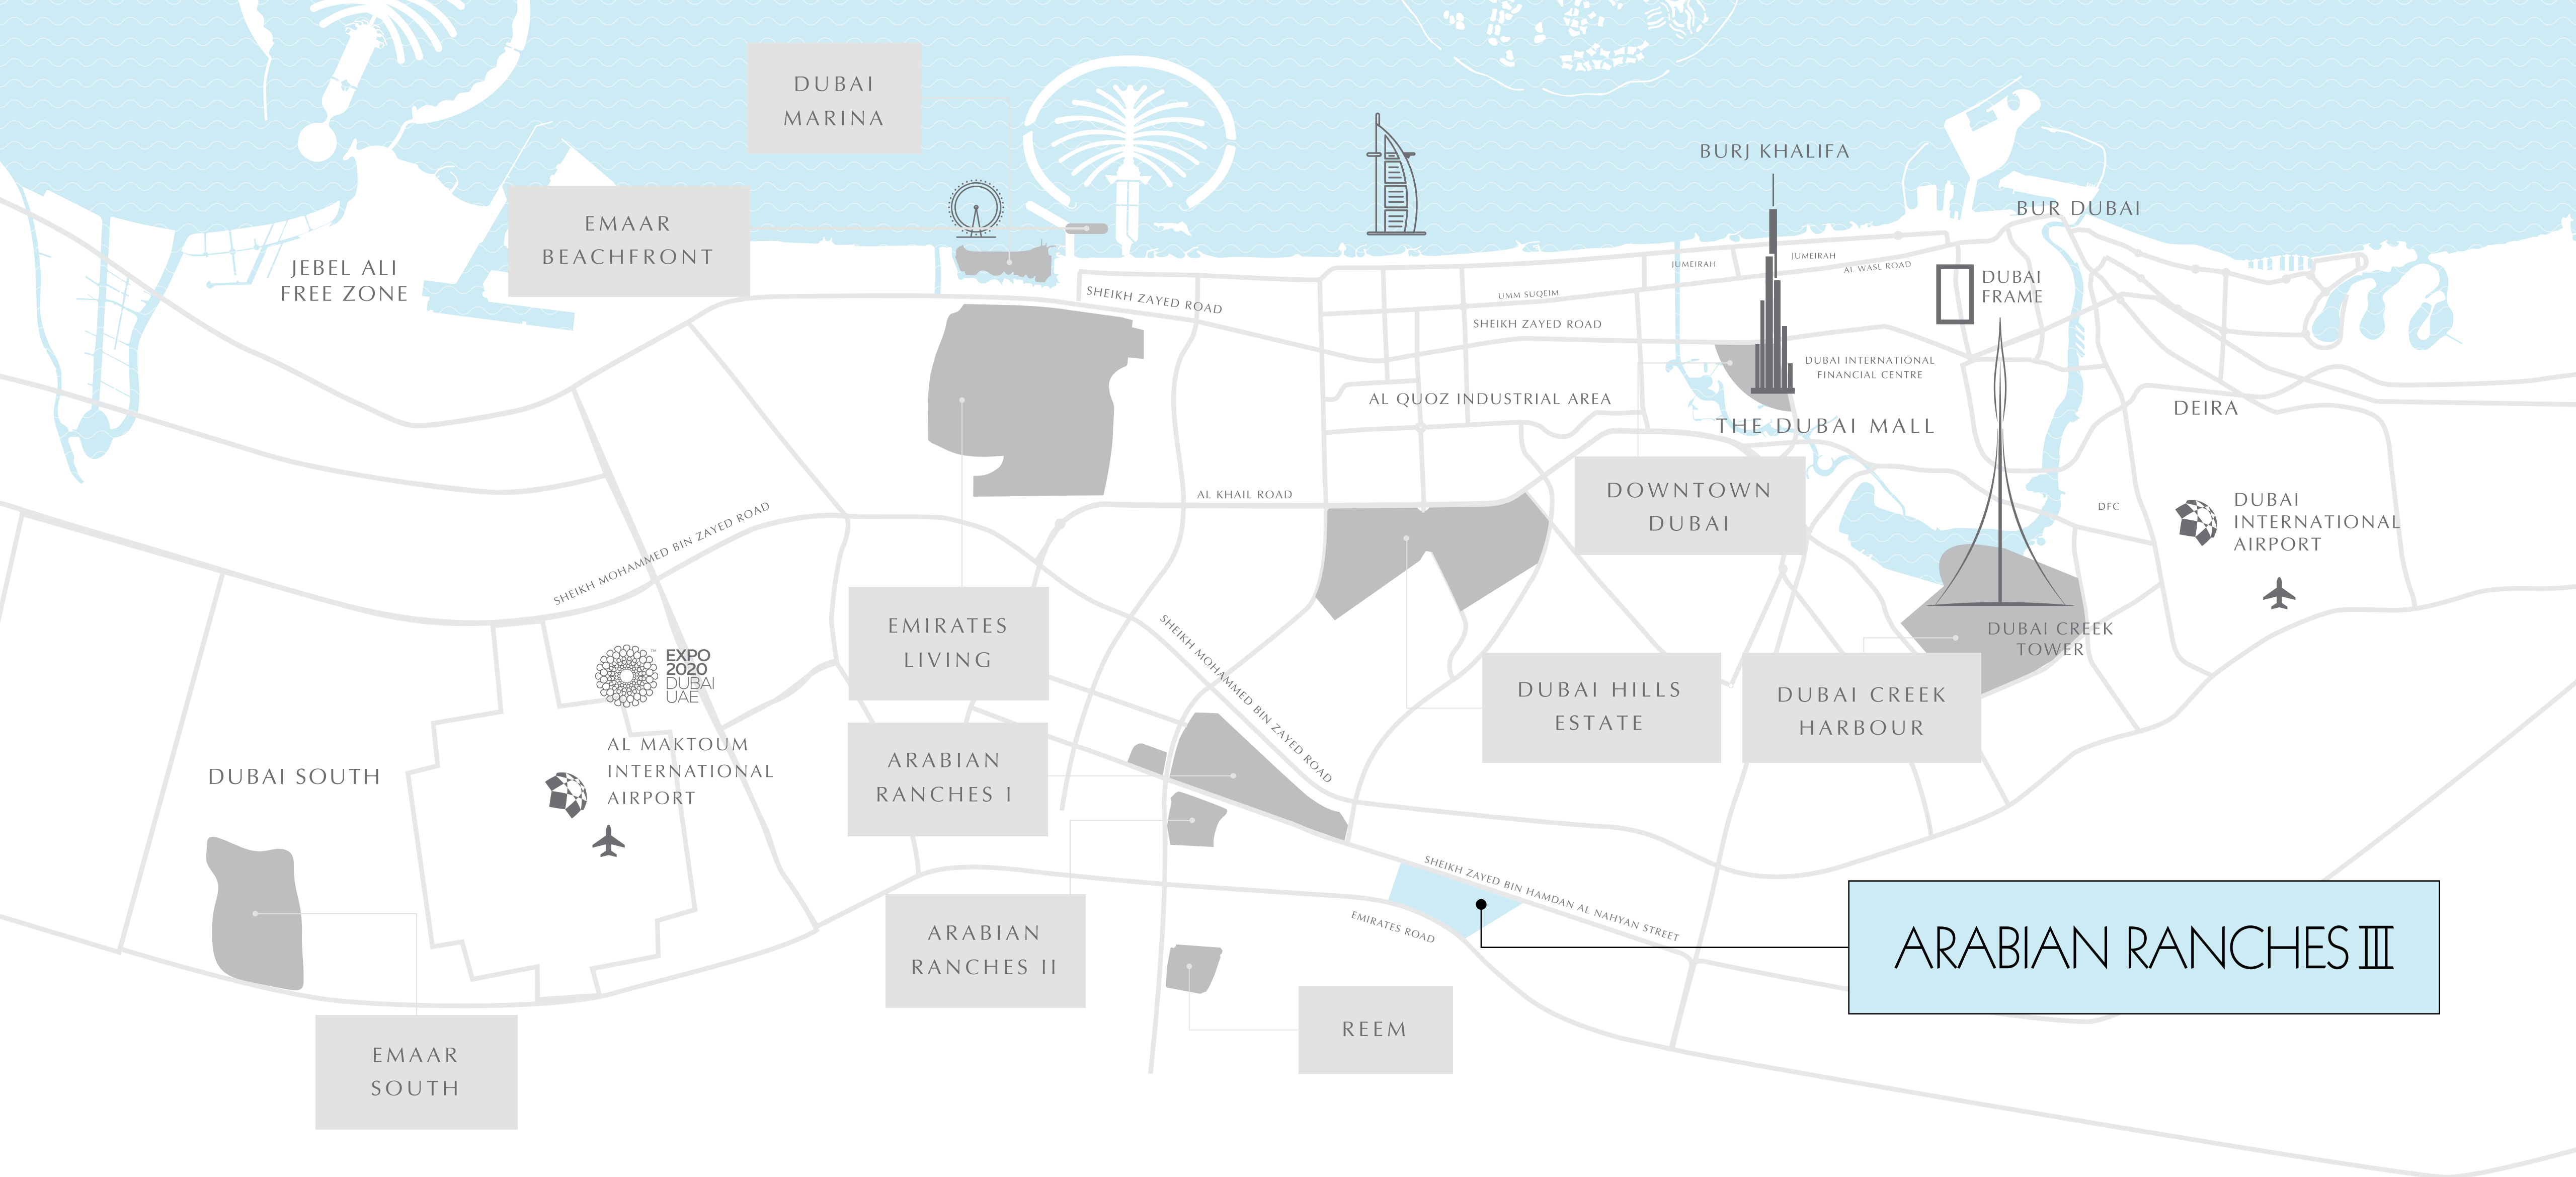 DUBAI
MARINA
BURJ KHALIFA
EMAAR
BEACHFRONT
BUR DUBAI
JEBEL ALI
FREE ZONE
JUMEIRAH
JUMEIRAH
AL WASL ROAD
DUBAI
FRAME
SHEIKH ZAYED ROAD
UMM SUQEIM
SHEIKH ZAYED ROAD
DUBAI INTERNATIONAL
FINANCIAL CENTRE
AL QUOZ INDUSTRIAL AREA
THE DUBAI MALL
DEIRA
AL KHAIL ROAD
DOWNTOWN
DUBAI
DFC
DUBAI
INTERNATIONAL
AIRPORT
SHEIKH MOHAMMED BIN ZAYED ROAD
EMIRATES
LIVING
SHEIKH MOHAMMED BIN ZAYED ROAD
DUBAI CREEK
TOWER
EXPO
2020
DUBAI
UAE
™
DUBAI HILLS
ESTATE
DUBAI CREEK
HARBOUR
AL MAKTOUM
INTERNATIONAL
AIRPORT
DUBAI SOUTH
ARABIAN
RANCHES I
SHEIKH ZAYED BIN HAMDAN AL NAHYAN STREET
EMIRATES ROAD
ARABIAN
RANCHES II
ARABIAN RANCHES III
REEM
EMAAR
SOUTH